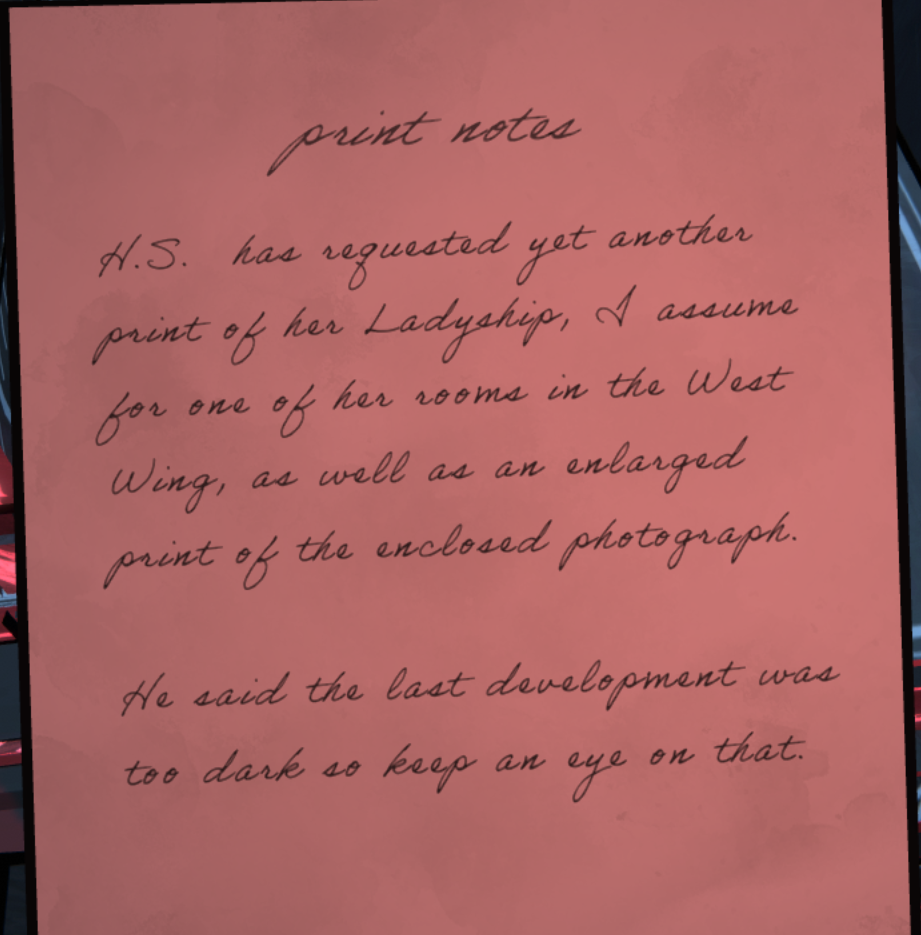 print notes
H.S. has requested yet another
print of her Ladyship, I assume
for one of her rooms in the West
Wing, as well as an enlarged
print of the enclosed photograph.
He said the last development was
too dark so keep an eye on that.